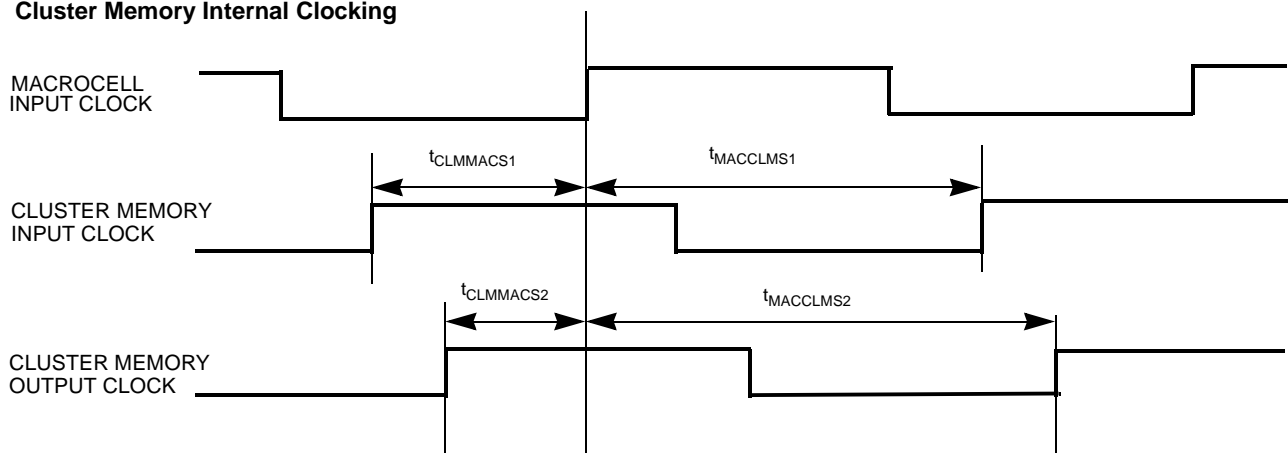 Cluster Memory Internal Clocking
MACROCELL
INPUT CLOCK
tCLMMACS1
tMACCLMS1
CLUSTER MEMORY
INPUT CLOCK
tCLMMACS2
tMACCLMS2
CLUSTER MEMORY
OUTPUT CLOCK